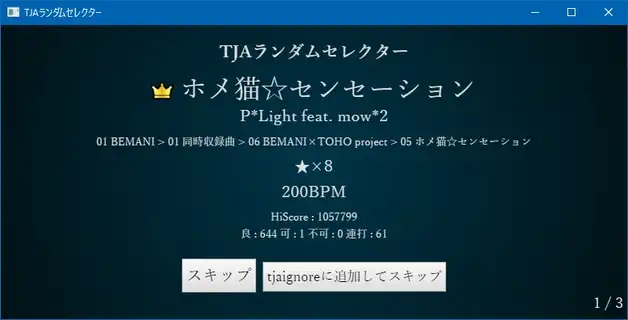 TJAランダムセレクター
TJAランダムセレクター
ホメ猫☆センセーション
P*Light feat. mow*2
01 BEMANI > 01 同時収録曲 > 06 BEMANI×TOHO project > 05 ホメ猫☆センセーション
★×8
200BPM
HiScore : 1057799
良 : 644 可 : 1 不可 : 0 連打 : 61
スキップ tjaignoreに追加してスキップ
1 / 3